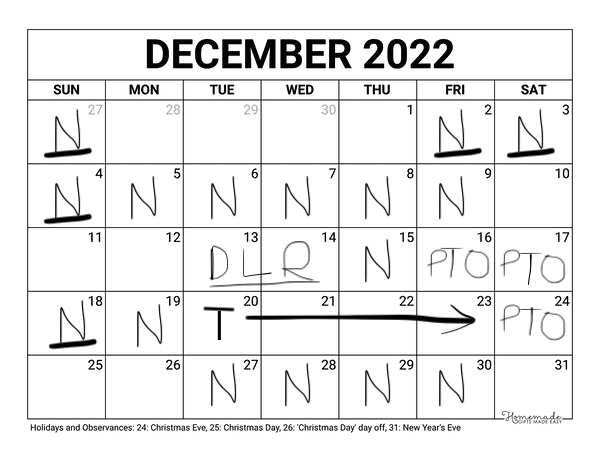 DECEMBER 2022
SUN MON TUE WED THU FRI SAT
27 28 29 30 1 2 3
N N N
4 5 6 7 8 9 10
N N N N N N
11 12 13 14 15 16 17
DLR N PTO PTO
18 19 20 21 22 23 24
N N T PTO
25 26 27 28 29 30 31
N N N N
Homemade
GIFTS MADE EASY
Holidays and Observances: 24: Christmas Eve, 25: Christmas Day, 26: 'Christmas Day' day off, 31: New Year's Eve